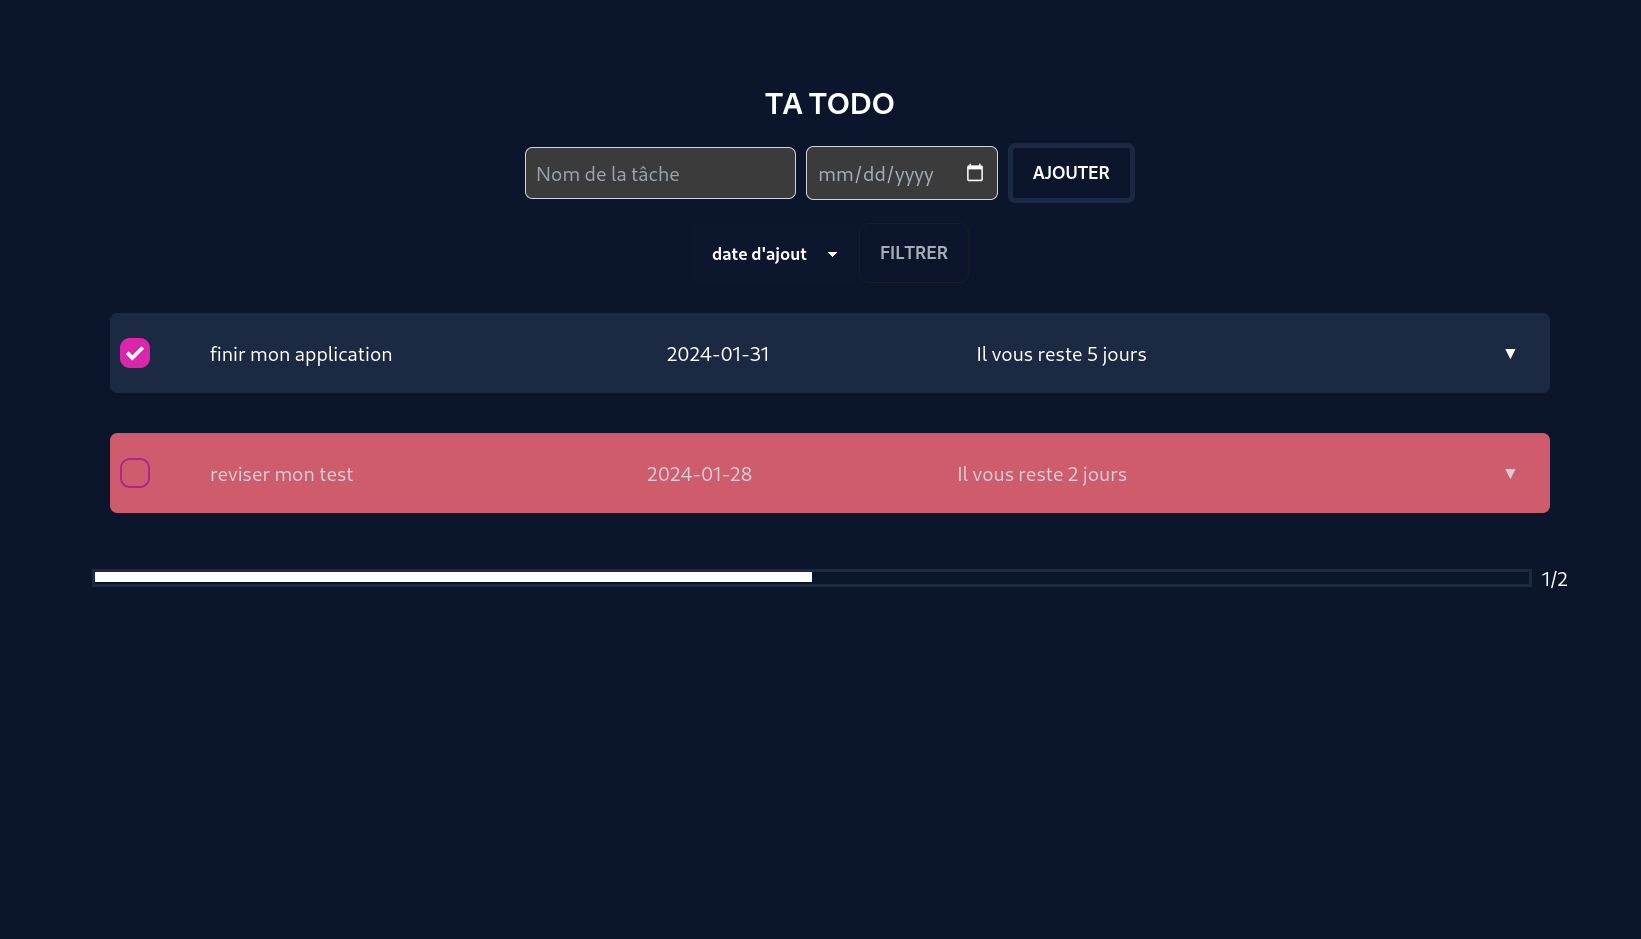 TA TODO
Nom de la tâche mm/dd/yyyy AJOUTER
date d'ajout FILTRER
finir mon application 2024-01-31 Il vous reste 5 jours
reviser mon test 2024-01-28 Il vous reste 2 jours
1/2